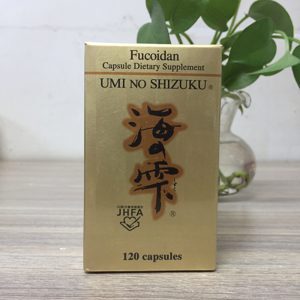 Fucoidan
Capsule Dietary Supplement
UMI NO SHIZUKU®
海の雫®
JHFA
120 capsules